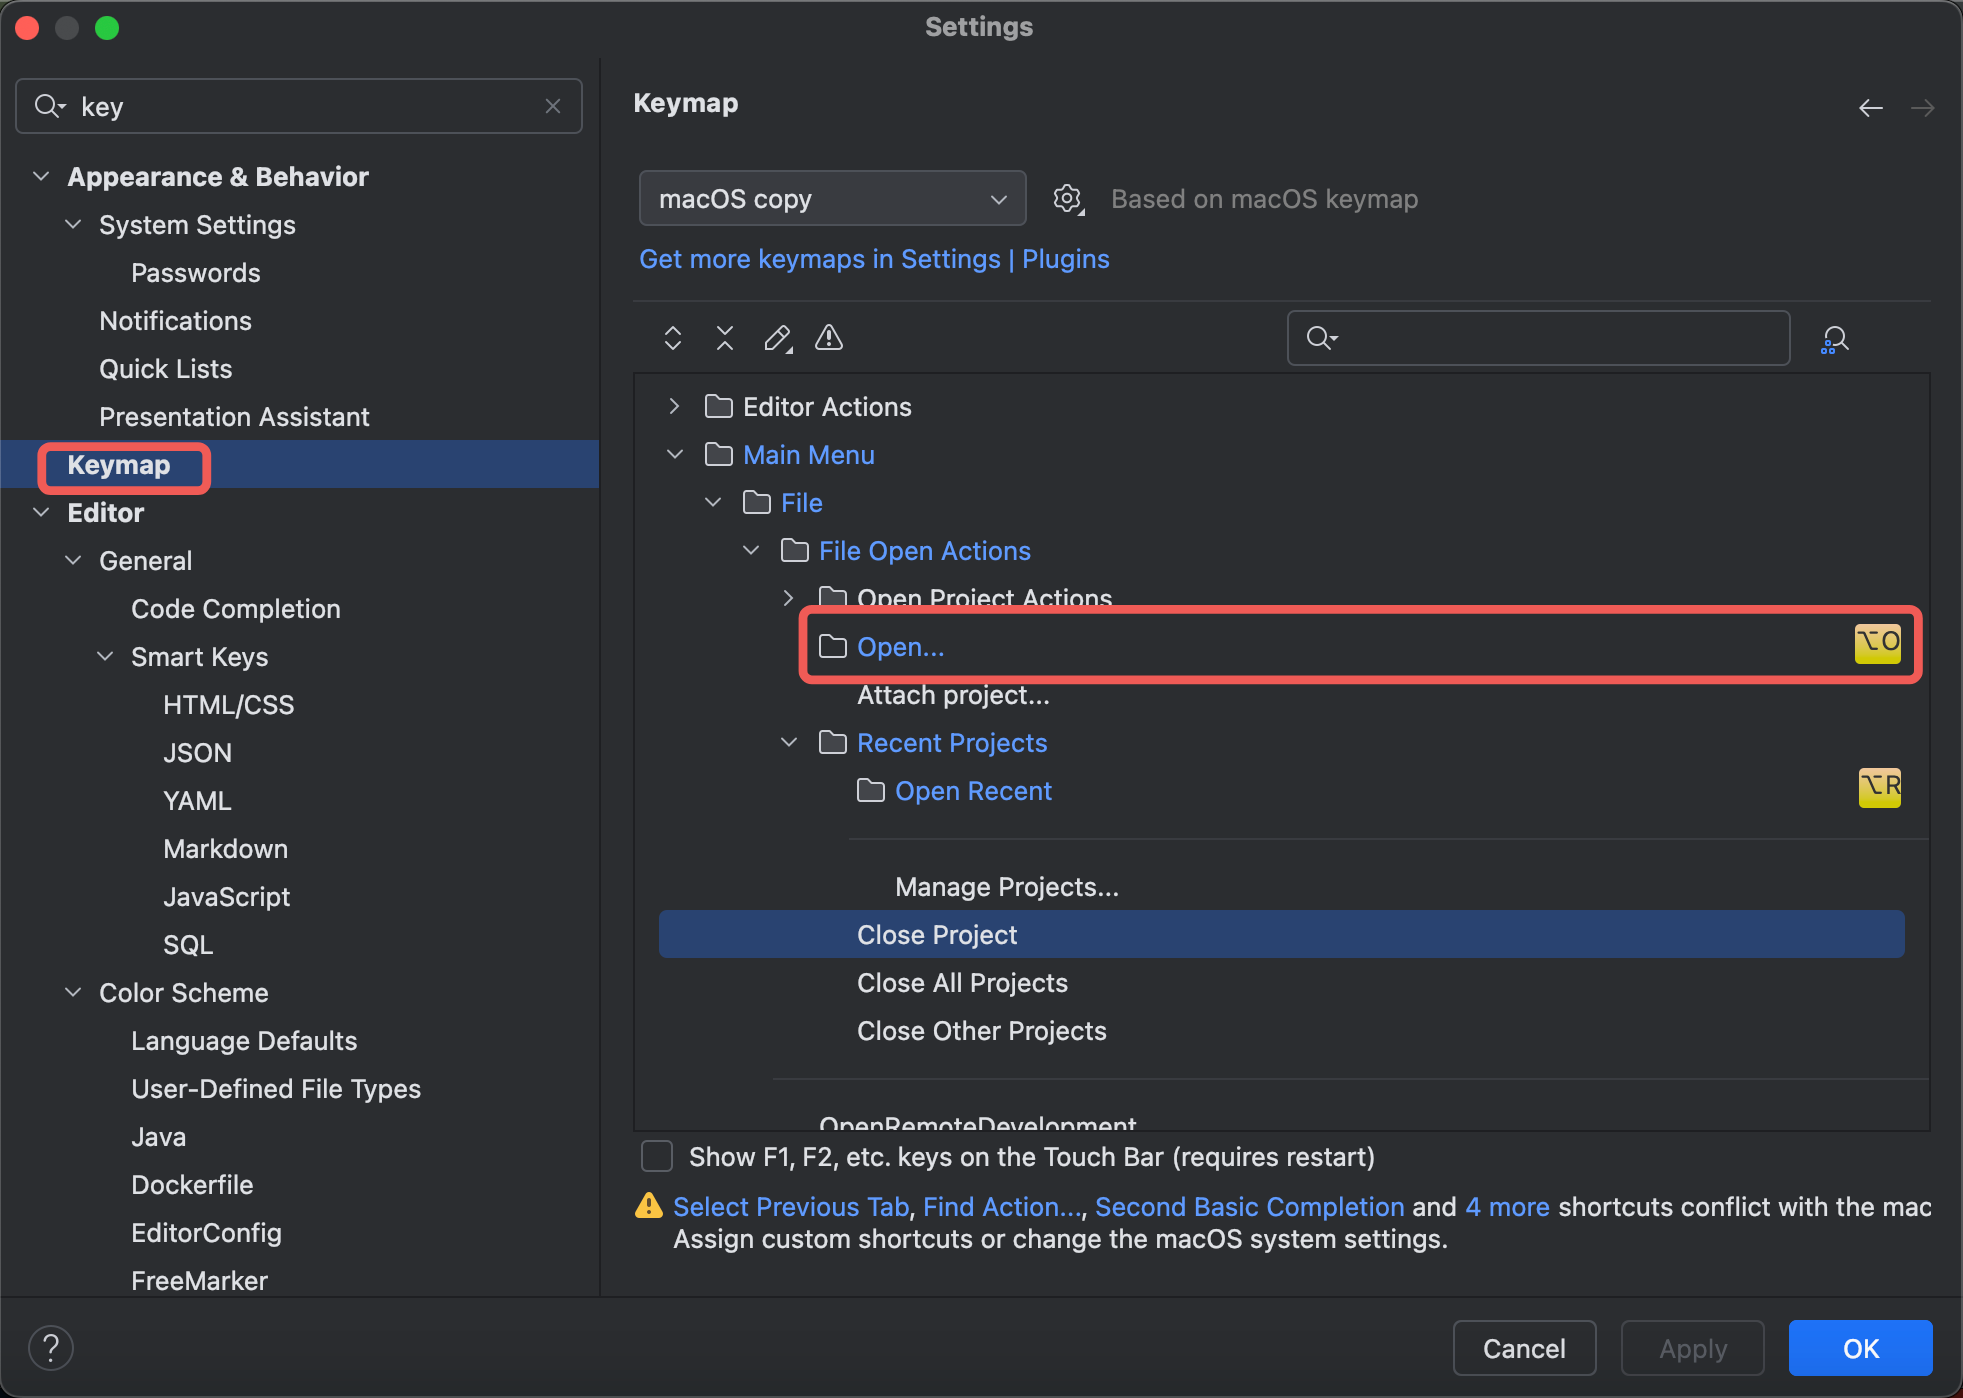 Settings
key
Appearance & Behavior
System Settings
Passwords
Notifications
Quick Lists
Presentation Assistant
Keymap
Editor
General
Code Completion
Smart Keys
HTML/CSS
JSON
YAML
Markdown
JavaScript
SQL
Color Scheme
Language Defaults
User-Defined File Types
Java
Dockerfile
EditorConfig
FreeMarker
Keymap
macOS copy
Based on macOS keymap
Get more keymaps in Settings | Plugins
Editor Actions
Main Menu
File
File Open Actions
Open Project Actions
Open... ⌥O
Attach project...
Recent Projects
Open Recent ⌥R
Manage Projects...
Close Project
Close All Projects
Close Other Projects
OpenRemoteDevelopment
Show F1, F2, etc. keys on the Touch Bar (requires restart)
Select Previous Tab, Find Action..., Second Basic Completion and 4 more shortcuts conflict with the mac
Assign custom shortcuts or change the macOS system settings.
?
Cancel
Apply
OK